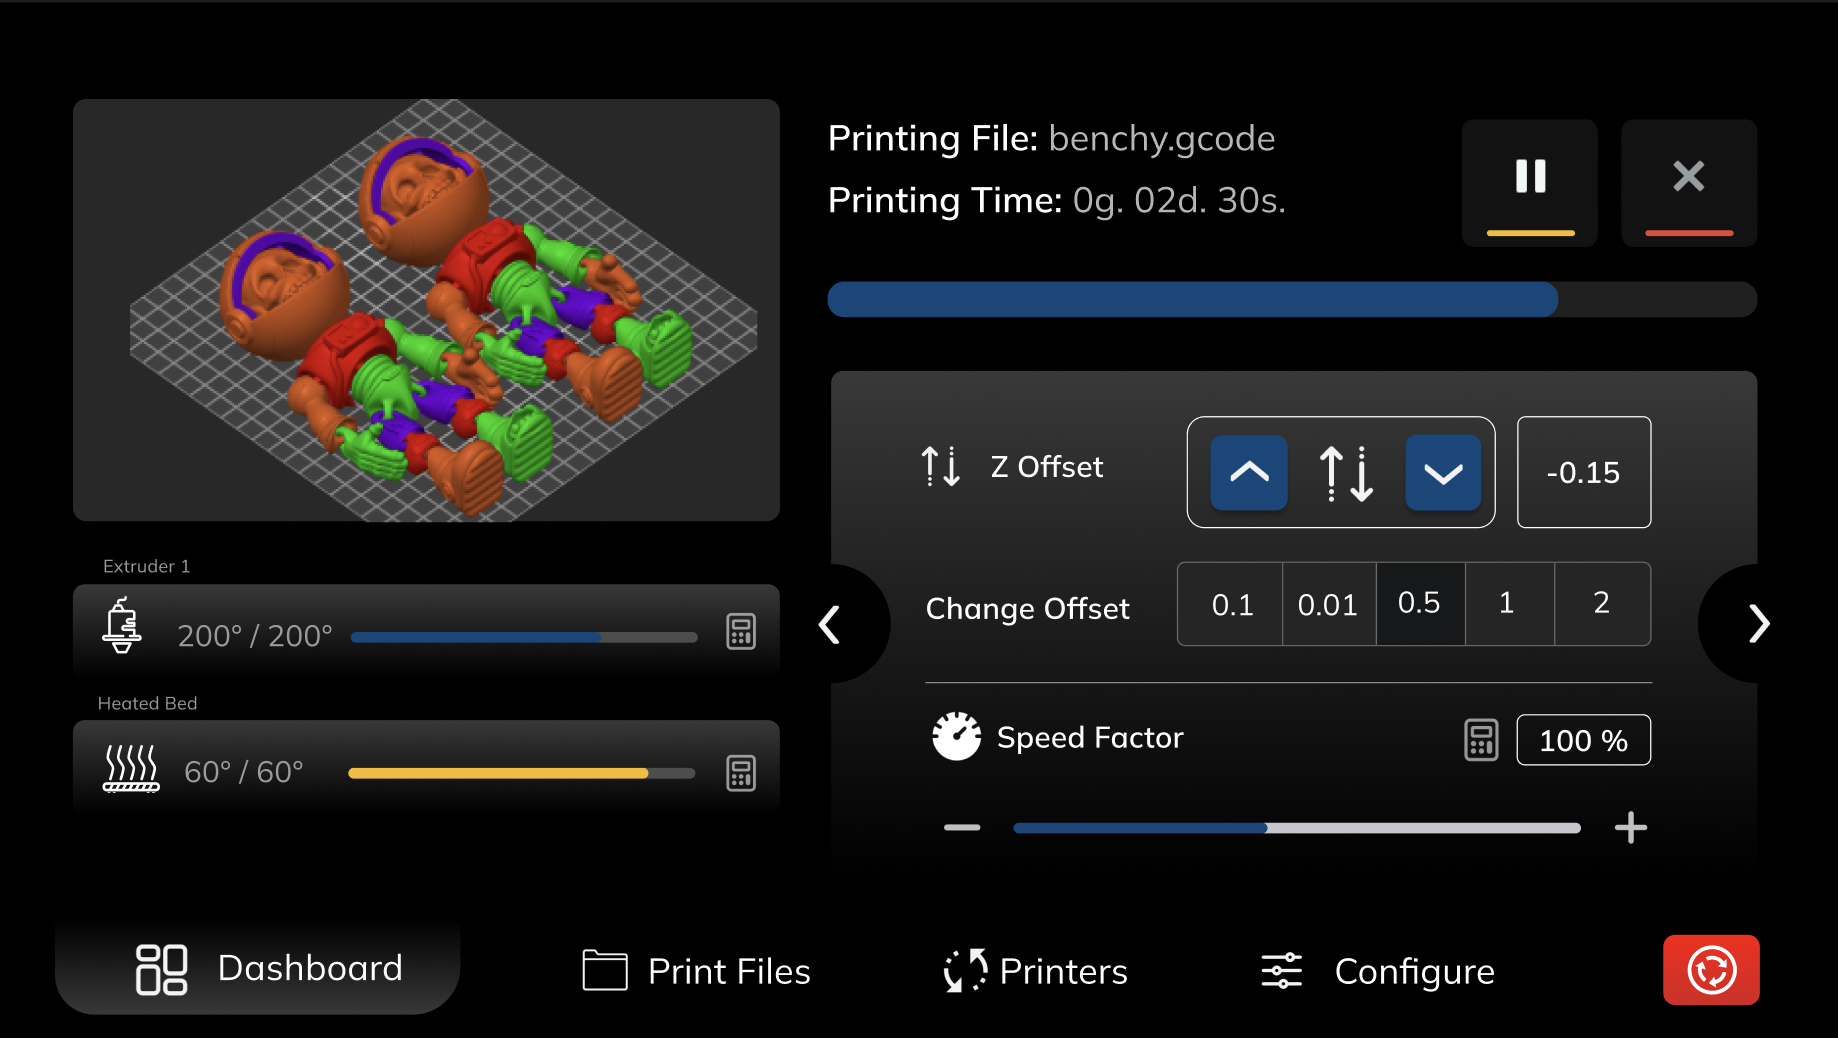 Printing File: benchy.gcode
Printing Time: 0g. 02d. 30s.
Z Offset
-0.15
Change Offset
0.1 0.01 0.5 1 2
Extruder 1
200° / 200°
Heated Bed
60° / 60°
Speed Factor
100 %
Dashboard
Print Files
Printers
Configure